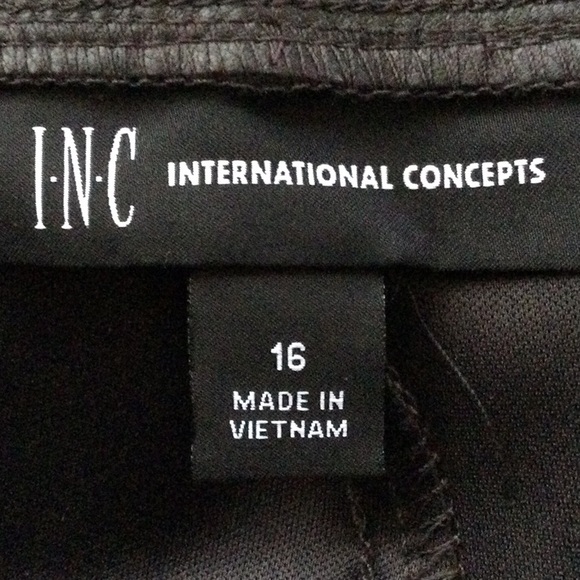 I·N·C INTERNATIONAL CONCEPTS
16
MADE IN
VIETNAM